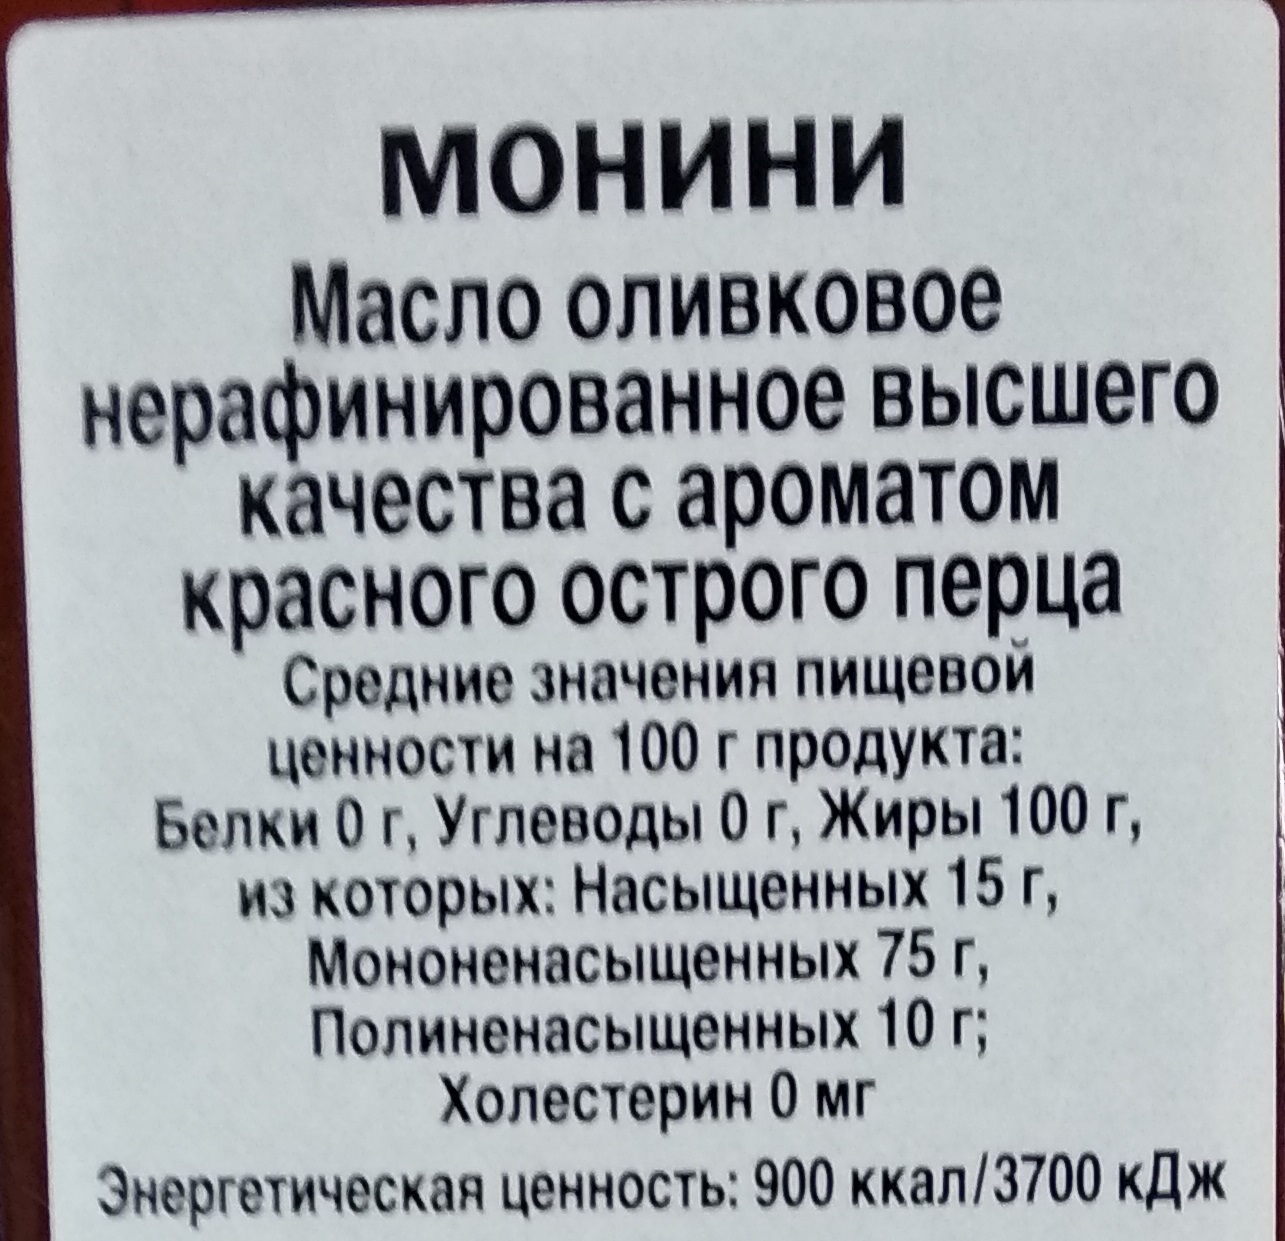 МОНИНИ
Масло оливковое
нерафинированное высшего
качества с ароматом
красного острого перца
Средние значения пищевой
ценности на 100 г продукта:
Белки 0 г, Углеводы 0 г, Жиры 100 г,
из которых: Насыщенных 15 г,
Мононенасыщенных 75 г,
Полиненасыщенных 10 г;
Холестерин 0 мг
Энергетическая ценность: 900 ккал/3700 кДж